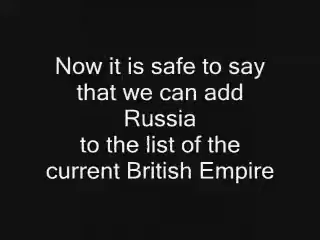 Now it is safe to say
that we can add
Russia
to the list of the
current British Empire